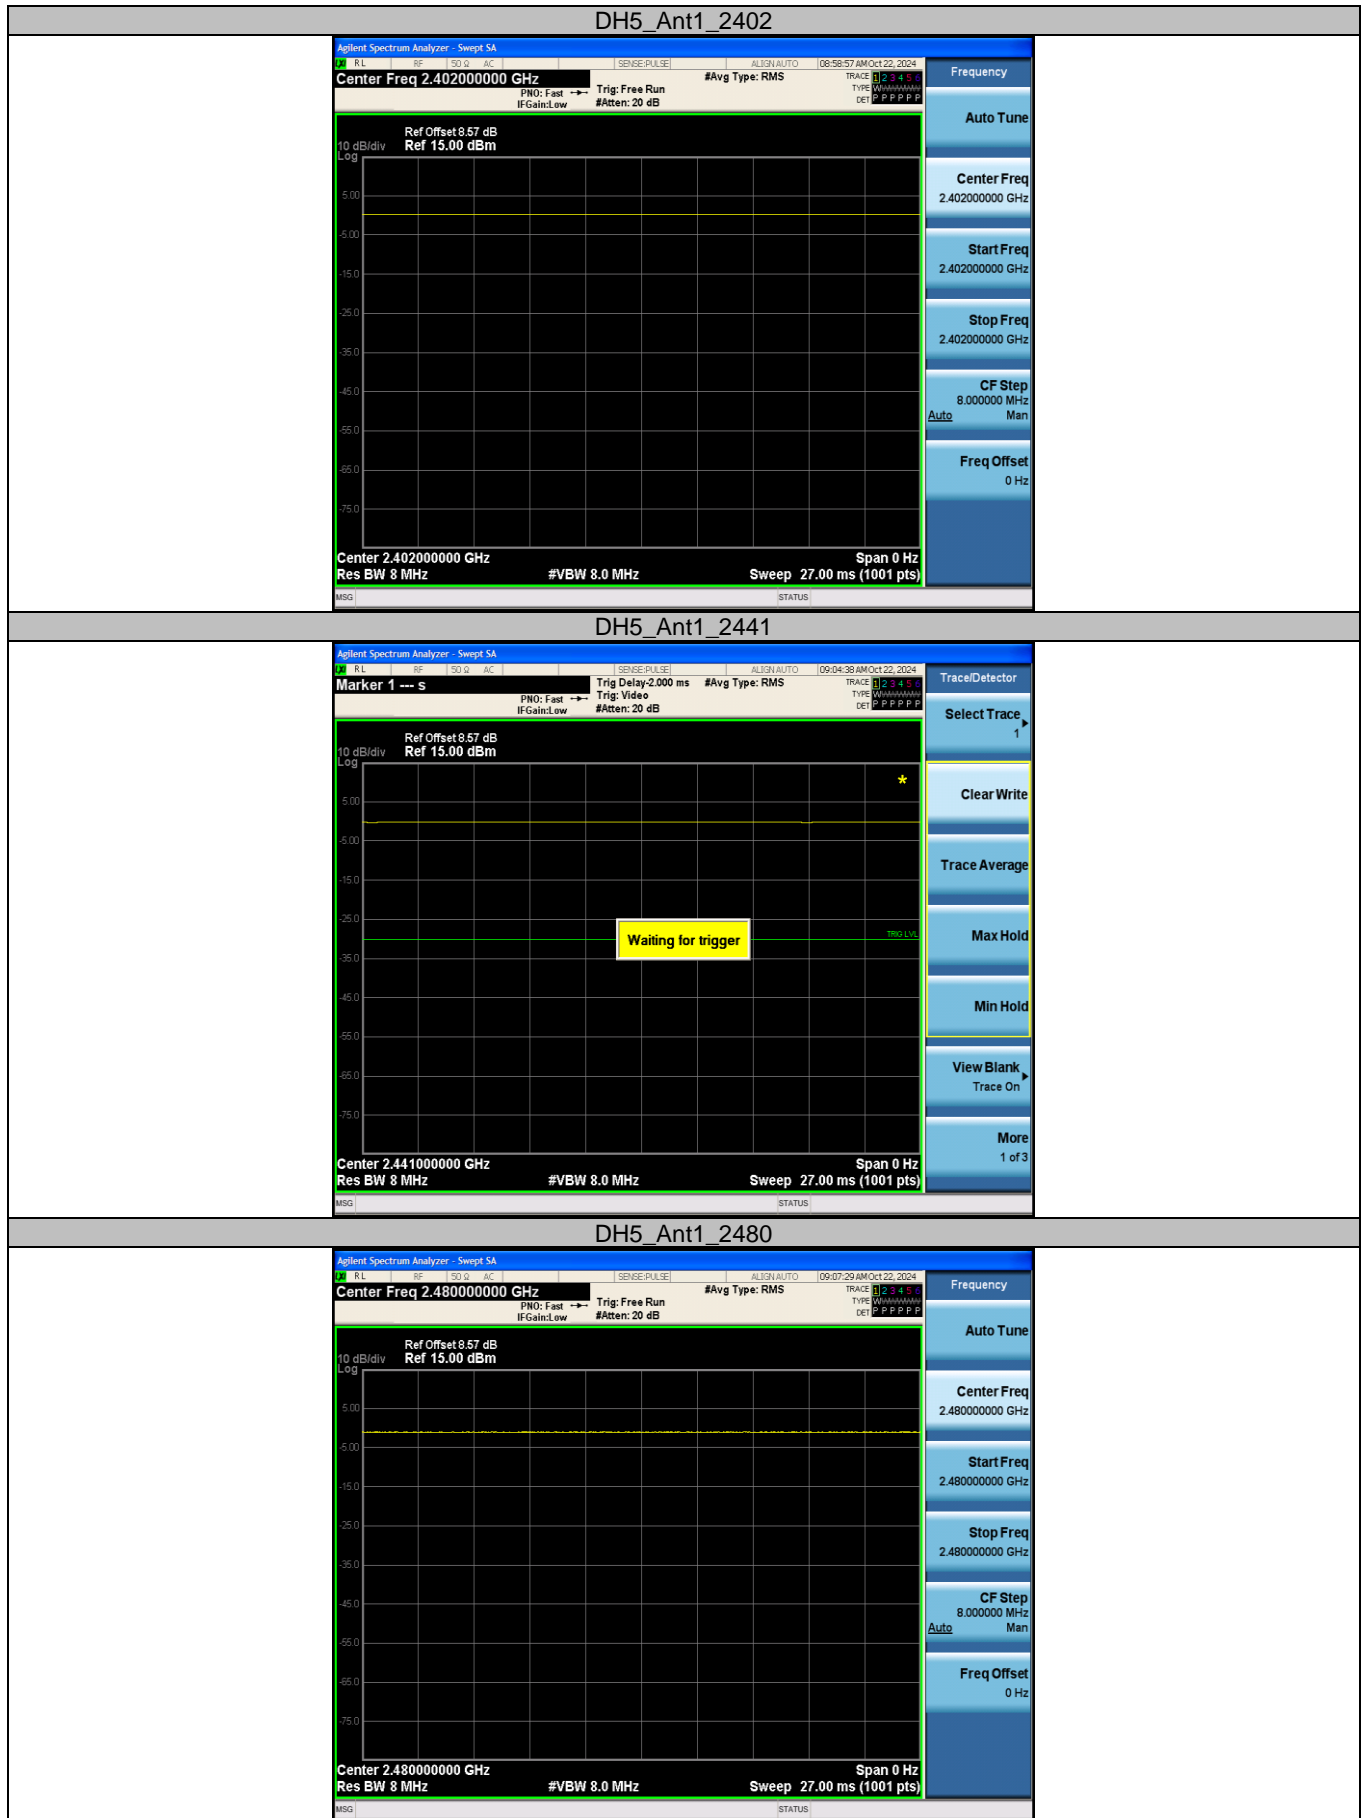 DH5_Ant1_2402
Agilent Spectrum Analyzer - Swept SA
LXI RL RF 50 Ω AC SENSE:PULSE ALIGN AUTO 08:58:57 AM Oct 22, 2024
Center Freq 2.402000000 GHz
#Avg Type: RMS
TRACE 1 2 3 4 5 6
PNO: Fast
Trig: Free Run
TYPE W
IFGain:Low
#Atten: 20 dB
DET P P P P P P
Frequency
Auto Tune
Ref Offset 8.57 dB
10 dB/div Ref 15.00 dBm
Log
5.00
-5.00
-15.0
-25.0
-35.0
-45.0
-55.0
-65.0
-75.0
Center Freq
2.402000000 GHz
Start Freq
2.402000000 GHz
Stop Freq
2.402000000 GHz
CF Step
8.000000 MHz
Auto Man
Freq Offset
0 Hz
Center 2.402000000 GHz Span 0 Hz
Res BW 8 MHz #VBW 8.0 MHz Sweep 27.00 ms (1001 pts)
MSG STATUS
DH5_Ant1_2441
Agilent Spectrum Analyzer - Swept SA
LXI RL RF 50 Ω AC SENSE:PULSE ALIGN AUTO 09:04:38 AM Oct 22, 2024
Marker 1 --- s
Trig Delay-2.000 ms #Avg Type: RMS
TRACE 1 2 3 4 5 6
PNO: Fast
Trig: Video
TYPE W
IFGain:Low
#Atten: 20 dB
DET P P P P P P
Trace/Detector
Select Trace
1
Ref Offset 8.57 dB
10 dB/div Ref 15.00 dBm
Log
*
5.00
-5.00
-15.0
-25.0
Waiting for trigger
TRIG LVL
-35.0
-45.0
-55.0
-65.0
-75.0
Clear Write
Trace Average
Max Hold
Min Hold
View Blank
Trace On
More
1 of 3
Center 2.441000000 GHz Span 0 Hz
Res BW 8 MHz #VBW 8.0 MHz Sweep 27.00 ms (1001 pts)
MSG STATUS
DH5_Ant1_2480
Agilent Spectrum Analyzer - Swept SA
LXI RL RF 50 Ω AC SENSE:PULSE ALIGN AUTO 09:07:29 AM Oct 22, 2024
Center Freq 2.480000000 GHz
#Avg Type: RMS
TRACE 1 2 3 4 5 6
PNO: Fast
Trig: Free Run
TYPE W
IFGain:Low
#Atten: 20 dB
DET P P P P P P
Frequency
Auto Tune
Ref Offset 8.57 dB
10 dB/div Ref 15.00 dBm
Log
5.00
-5.00
-15.0
-25.0
-35.0
-45.0
-55.0
-65.0
-75.0
Center Freq
2.480000000 GHz
Start Freq
2.480000000 GHz
Stop Freq
2.480000000 GHz
CF Step
8.000000 MHz
Auto Man
Freq Offset
0 Hz
Center 2.480000000 GHz Span 0 Hz
Res BW 8 MHz #VBW 8.0 MHz Sweep 27.00 ms (1001 pts)
MSG STATUS